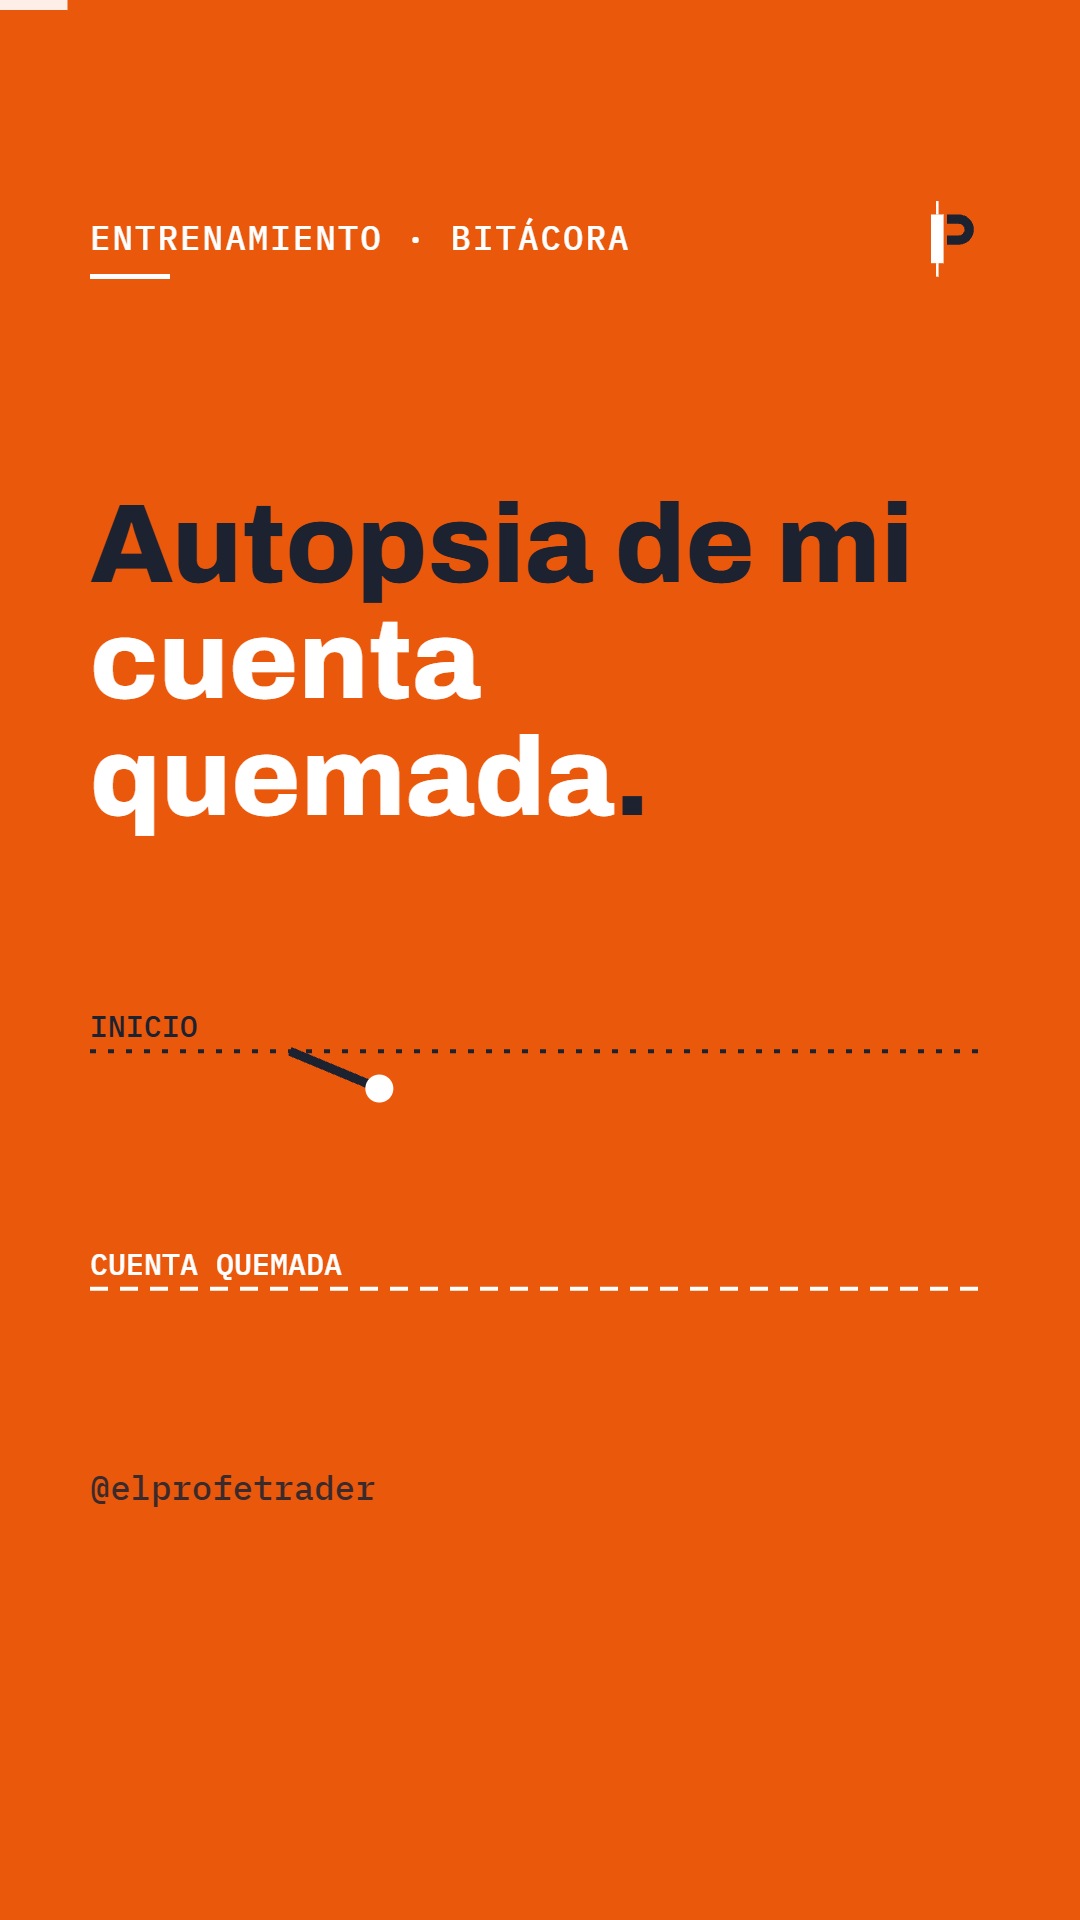 ENTRENAMIENTO · BITÁCORA
Autopsia de mi
cuenta
quemada.
INICIO
CUENTA QUEMADA
@elprofetrader